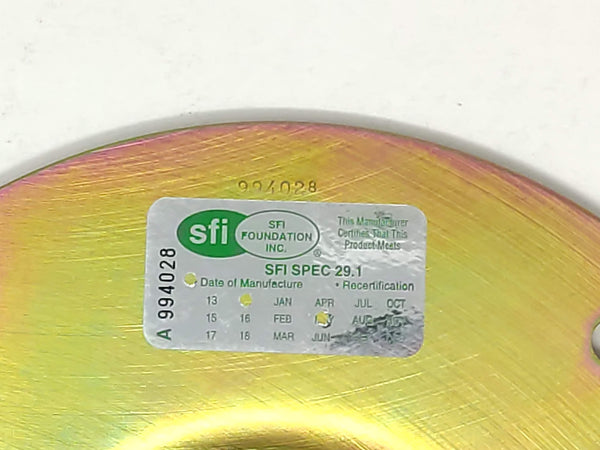 994028
sfi
SFI
FOUNDATION
INC.
®
This Manufacturer
Certifies That This
Product Meets
SFI SPEC 29.1
Date of Manufacture • Recertification
13 JAN APR JUL OCT
15 16 FEB
17 18 MAR JUN
A 994028